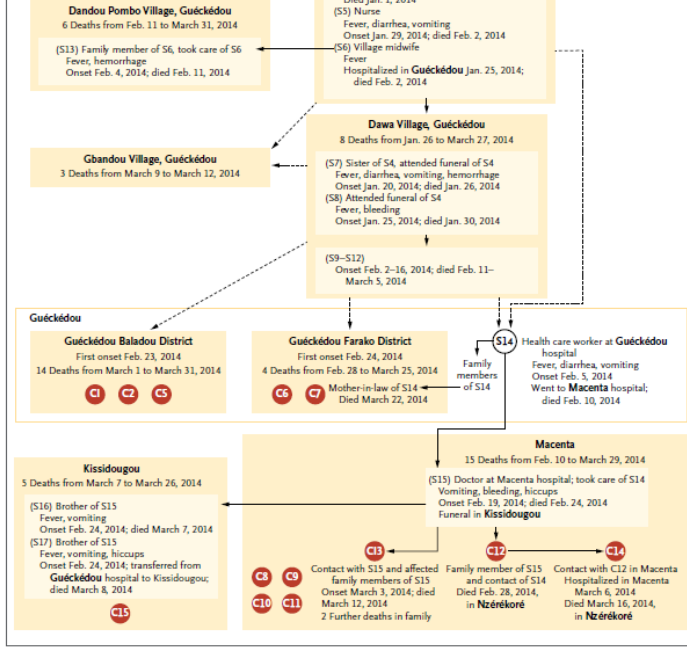 Died Jan. 1, 2014
Dandou Pombo Village, Guéckédou
6 Deaths from Feb. 11 to March 31, 2014
(S13) Family member of S6, took care of S6
Fever, hemorrhage
Onset Feb. 4, 2014; died Feb. 11, 2014
(S5) Nurse
Fever, diarrhea, vomiting
Onset Jan. 29, 2014; died Feb. 2, 2014
(S6) Village midwife
Fever
Hospitalized in Guéckédou Jan. 25, 2014;
died Feb. 2, 2014
Dawa Village, Guéckédou
8 Deaths from Jan. 26 to March 27, 2014
(S7) Sister of S4, attended funeral of S4
Fever, diarrhea, vomiting, hemorrhage
Onset Jan. 20, 2014; died Jan. 26, 2014
(S8) Attended funeral of S4
Fever, bleeding
Onset Jan. 25, 2014; died Jan. 30, 2014
(S9–S12)
Onset Feb. 2–16, 2014; died Feb. 11–
March 5, 2014
Gbandou Village, Guéckédou
3 Deaths from March 9 to March 12, 2014
Guéckédou
Guéckédou Baladou District
First onset Feb. 23, 2014
14 Deaths from March 1 to March 31, 2014
C1 C2 C5
Guéckédou Farako District
First onset Feb. 24, 2014
4 Deaths from Feb. 28 to March 25, 2014
C6 C7 Mother-in-law of S14
Died March 22, 2014
Family
members
of S14
S14
Health care worker at Guéckédou
hospital
Fever, diarrhea, vomiting
Onset Feb. 5, 2014
Went to Macenta hospital;
died Feb. 10, 2014
Macenta
15 Deaths from Feb. 10 to March 29, 2014
(S15) Doctor at Macenta hospital; took care of S14
Vomiting, bleeding, hiccups
Onset Feb. 19, 2014; died Feb. 24, 2014
Funeral in Kissidougou
Kissidougou
5 Deaths from March 7 to March 26, 2014
(S16) Brother of S15
Fever, vomiting
Onset Feb. 24, 2014; died March 7, 2014
(S17) Brother of S15
Fever, vomiting, hiccups
Onset Feb. 24, 2014; transferred from
Guéckédou hospital to Kissidougou;
died March 8, 2014
C15
C8 C9
C10 C11
C13
Contact with S15 and affected
family members of S15
Onset March 3, 2014; died
March 12, 2014
2 Further deaths in family
C12
Family member of S15
and contact of S14
Died Feb. 28, 2014,
in Nzérékoré
C14
Contact with C12 in Macenta
Hospitalized in Macenta
March 6, 2014
Died March 16, 2014,
in Nzérékoré